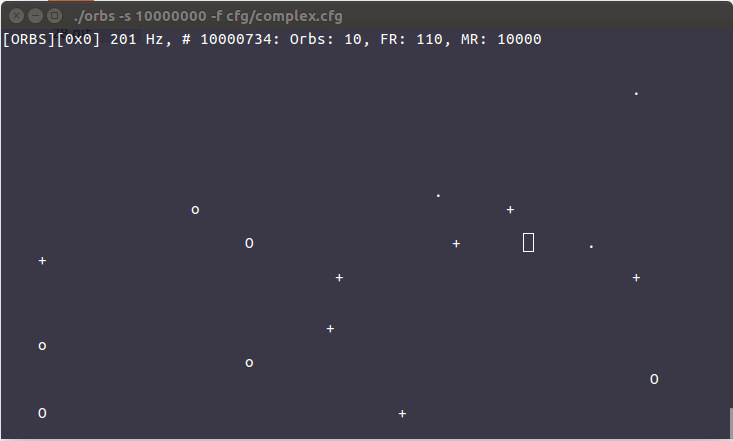 ./orbs -s 10000000 -f cfg/complex.cfg
[ORBS][0x0] 201 Hz, # 10000734: Orbs: 10, FR: 110, MR: 10000
.
.
o +
O + .
+
+ +
+
o
o
O
O +